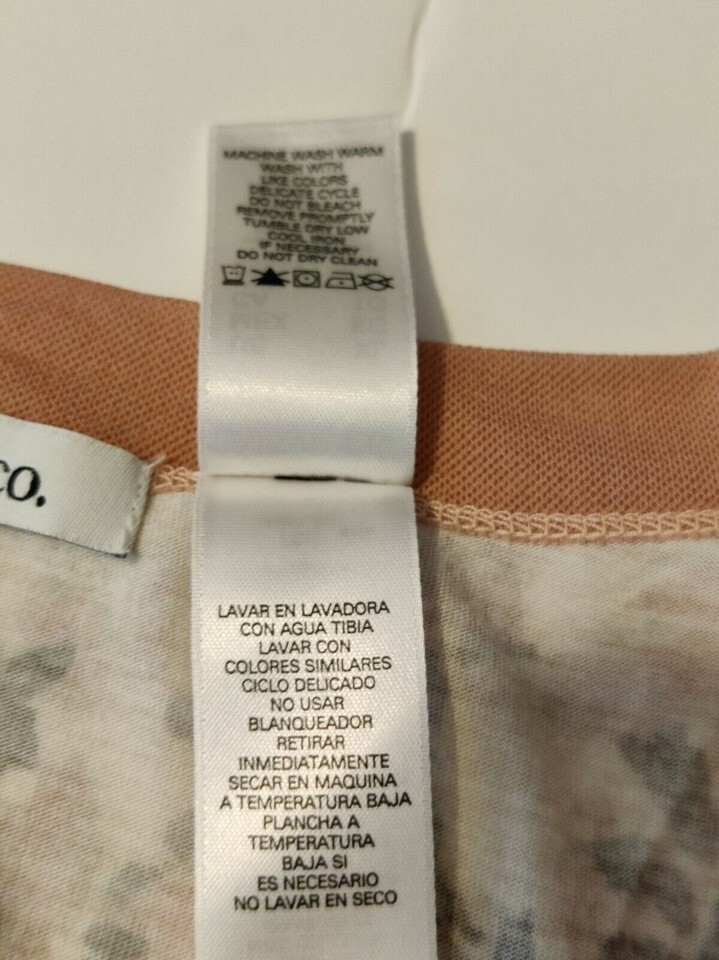 MACHINE WASH WARM
WASH WITH
LIKE COLORS
DELICATE CYCLE
DO NOT BLEACH
REMOVE PROMPTLY
TUMBLE DRY LOW
COOL IRON
IF NECESSARY
DO NOT DRY CLEAN
CO.
LAVAR EN LAVADORA
CON AGUA TIBIA
LAVAR CON
COLORES SIMILARES
CICLO DELICADO
NO USAR
BLANQUEADOR
RETIRAR
INMEDIATAMENTE
SECAR EN MAQUINA
A TEMPERATURA BAJA
PLANCHA A
TEMPERATURA
BAJA SI
ES NECESARIO
NO LAVAR EN SECO